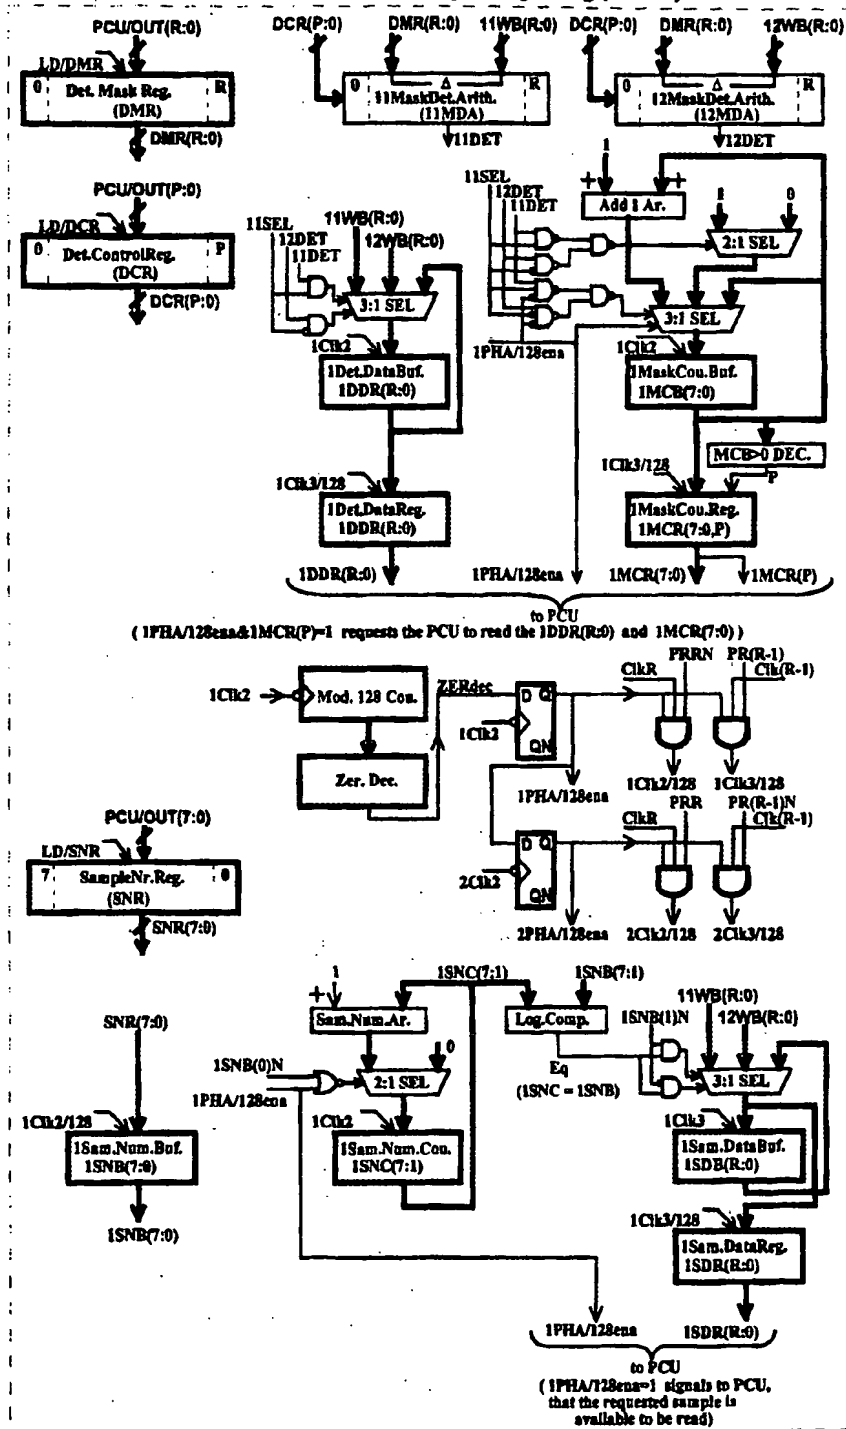 PCU/OUT(R:0)
LD/DMR
0 Det. Mask Reg. R
(DMR)
DMR(R:0)
DCR(P:0)
DMR(R:0)
11WB(R:0)
0 Δ R
11MaskDet.Arith.
(11MDA)
11DET
DCR(P:0)
DMR(R:0)
12WB(R:0)
0 Δ R
12MaskDet.Arith.
(12MDA)
12DET
PCU/OUT(P:0)
LD/DCR
0 Det.ControlReg. P
(DCR)
DCR(P:0)
11SEL
12DET
11DET
11WB(R:0)
12WB(R:0)
3:1 SEL
1Clk2
1Det.DataBuf.
1DDR(R:0)
1Clk3/128
1Det.DataReg.
1DDR(R:0)
1DDR(R:0)
11SEL
12DET
11DET
1
+ +
Add 1 Ar.
0
2:1 SEL
3:1 SEL
1PHA/128ena
1Clk2
1MaskCou.Buf.
1MCB(7:0)
MCB>0 DEC.
P
1Clk3/128
1MaskCou.Reg.
1MCR(7:0,P)
1PHA/128ena
1MCR(7:0)
1MCR(P)
to PCU
( 1PHA/128ena&1MCR(P)=1 requests the PCU to read the 1DDR(R:0) and 1MCR(7:0) )
1Clk2
Mod. 128 Cou.
Zer. Dec.
ZERdec
D Q
QN
1Clk2
1PHA/128ena
ClkR
PRRN
PR(R-1)
Clk(R-1)
1Clk2/128
1Clk3/128
D Q
QN
2Clk2
2PHA/128ena
ClkR
PRR
PR(R-1)N
Clk(R-1)
2Clk2/128
2Clk3/128
PCU/OUT(7:0)
LD/SNR
7 SampleNr.Reg. 0
(SNR)
SNR(7:0)
SNR(7:0)
1Clk2/128
1Sam.Num.Buf.
1SNB(7:0)
1SNB(7:0)
1
+
Sam.Num.Ar.
1SNC(7:1)
1SNB(7:1)
Log.Comp.
Eq
(1SNC = 1SNB)
1SNB(0)N
1PHA/128ena
0
2:1 SEL
1Clk2
1Sam.Num.Cou.
1SNC(7:1)
1SNB(1)N
11WB(R:0)
12WB(R:0)
3:1 SEL
1Clk3
1Sam.DataBuf.
1SDB(R:0)
1Clk3/128
1Sam.DataReg.
1SDR(R:0)
1PHA/128ena
1SDR(R:0)
to PCU
( 1PHA/128ena=1 signals to PCU,
that the requested sample is
available to be read)